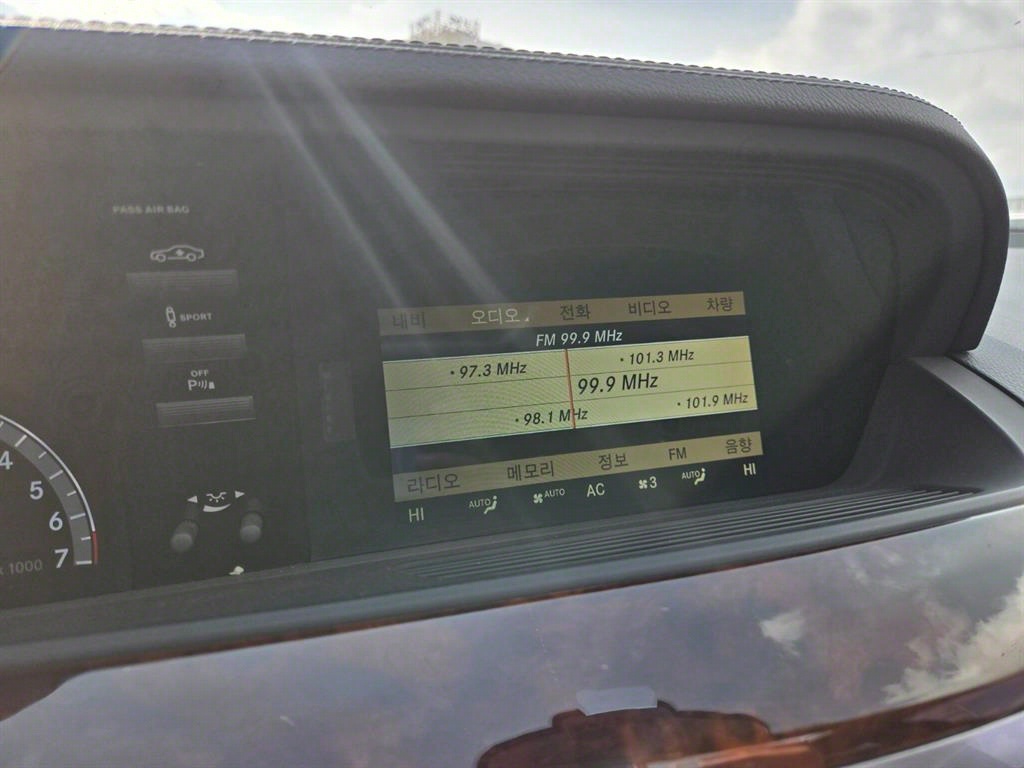 PASS AIR BAG
SPORT
OFF
P
4
5
6
7
x 1000
내비 오디오 전화 비디오 차량
FM 99.9 MHz
97.3 MHz 101.3 MHz
99.9 MHz
98.1 MHz 101.9 MHz
라디오 메모리 정보 FM 음향
HI AUTO AUTO AC 3 AUTO HI